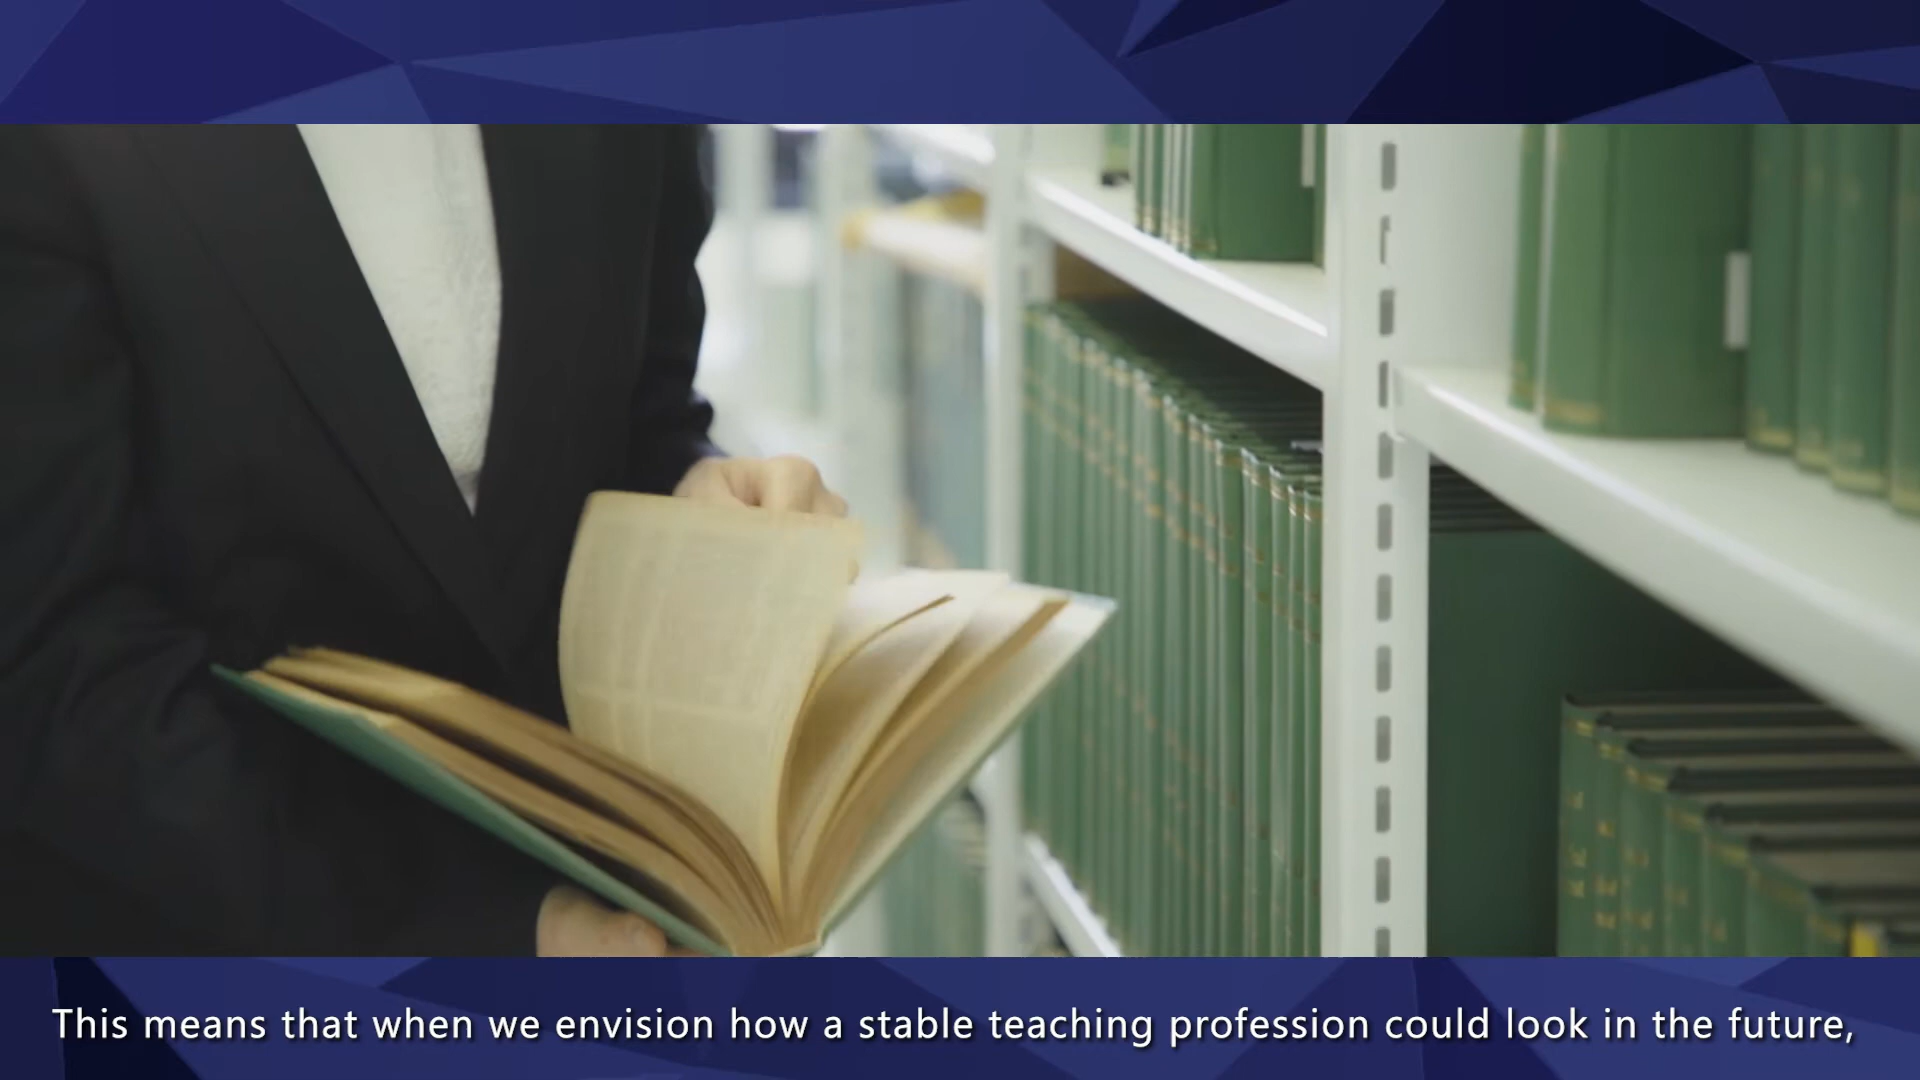 This means that when we envision how a stable teaching profession could look in the future,